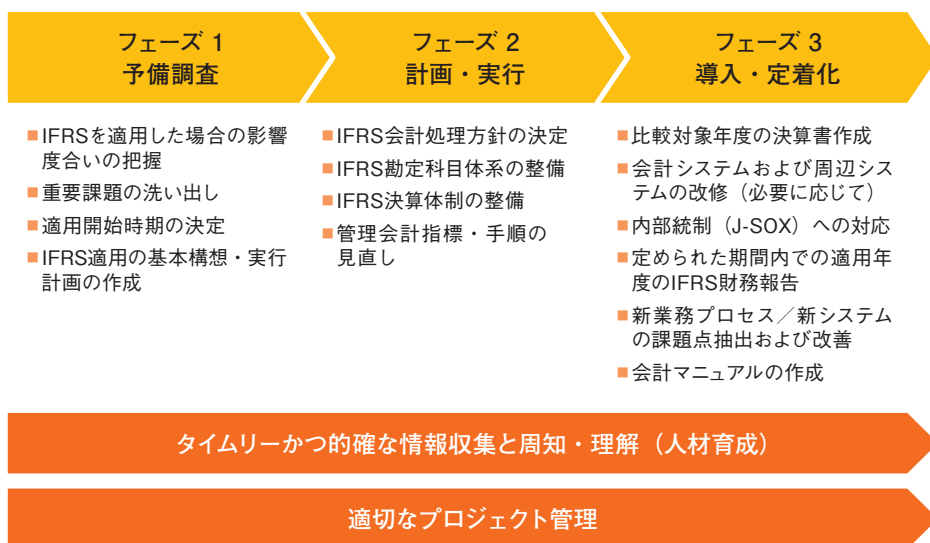 フェーズ 1
予備調査
フェーズ 2
計画・実行
フェーズ 3
導入・定着化
■IFRSを適用した場合の影響
度合いの把握
■重要課題の洗い出し
■適用開始時期の決定
■IFRS適用の基本構想・実行
計画の作成
■IFRS会計処理方針の決定
■IFRS勘定科目体系の整備
■IFRS決算体制の整備
■管理会計指標・手順の
見直し
■比較対象年度の決算書作成
■会計システムおよび周辺シス
テムの改修（必要に応じて）
■内部統制（J-SOX）への対応
■定められた期間内での適用年
度のIFRS財務報告
■新業務プロセス／新システム
の課題点抽出および改善
■会計マニュアルの作成
タイムリーかつ的確な情報収集と周知・理解（人材育成）
適切なプロジェクト管理